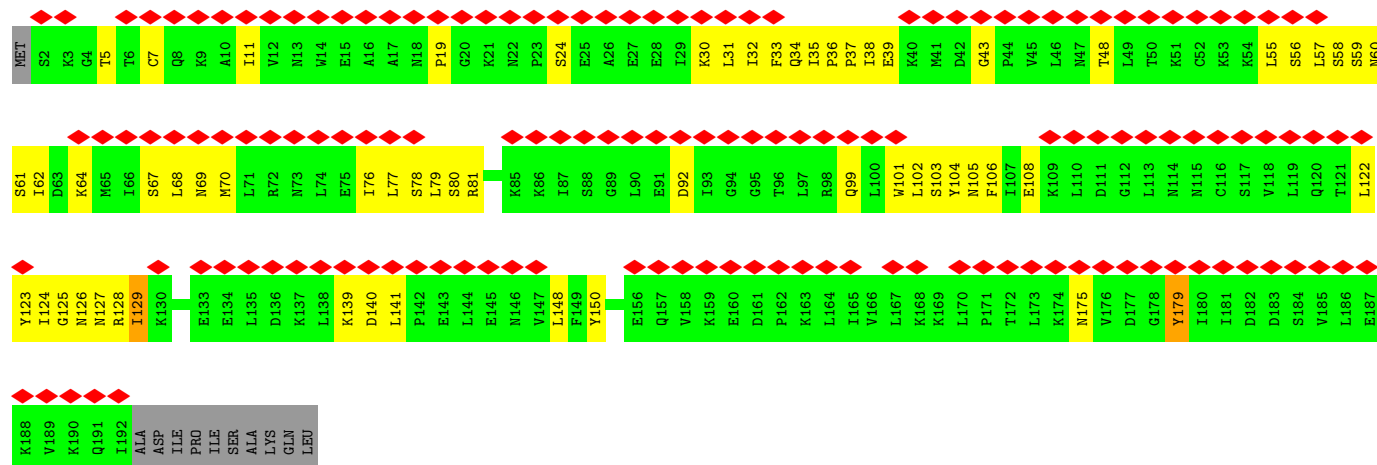 MET S2 K3 G4 T5 T6 C7 Q8 K9 A10 I11 V12 N13 W14 E15 A16 A17 N18 P19 G20 K21 N22 P23 S24 E25 A26 E27 E28 I29 K30 L31 I32 F33 Q34 I35 P36 P37 I38 E39 K40 M41 D42 G43 P44 V45 L46 N47 T48 L49 T50 K51 C52 K53 K54 L55 S56 L57 S58 S59 N60
S61 I62 D63 K64 M65 I66 S67 L68 N69 M70 L71 R72 N73 L74 E75 I76 L77 S78 L79 S80 R81 K85 K86 I87 S88 G89 L90 E91 D92 I93 G94 G95 T96 L97 R98 Q99 L100 W101 L102 S103 Y104 N105 F106 I107 E108 K109 L110 D111 G112 L113 N114 N115 C116 S117 V118 L119 Q120 T121 L122
Y123 I124 G125 N126 N127 R128 I129 K130 E133 E134 L135 D136 K137 L138 K139 D140 L141 P142 E143 L144 E145 N146 V147 L148 F149 Y150 E156 Q157 V158 K159 E160 D161 P162 K163 L164 I165 V166 L167 K168 K169 L170 P171 T172 L173 K174 N175 V176 D177 G178 Y179 I180 I181 D182 D183 S184 V185 L186 E187
K188 V189 K190 Q191 I192 ALA ASP ILE PRO ILE SER ALA LYS GLN LEU